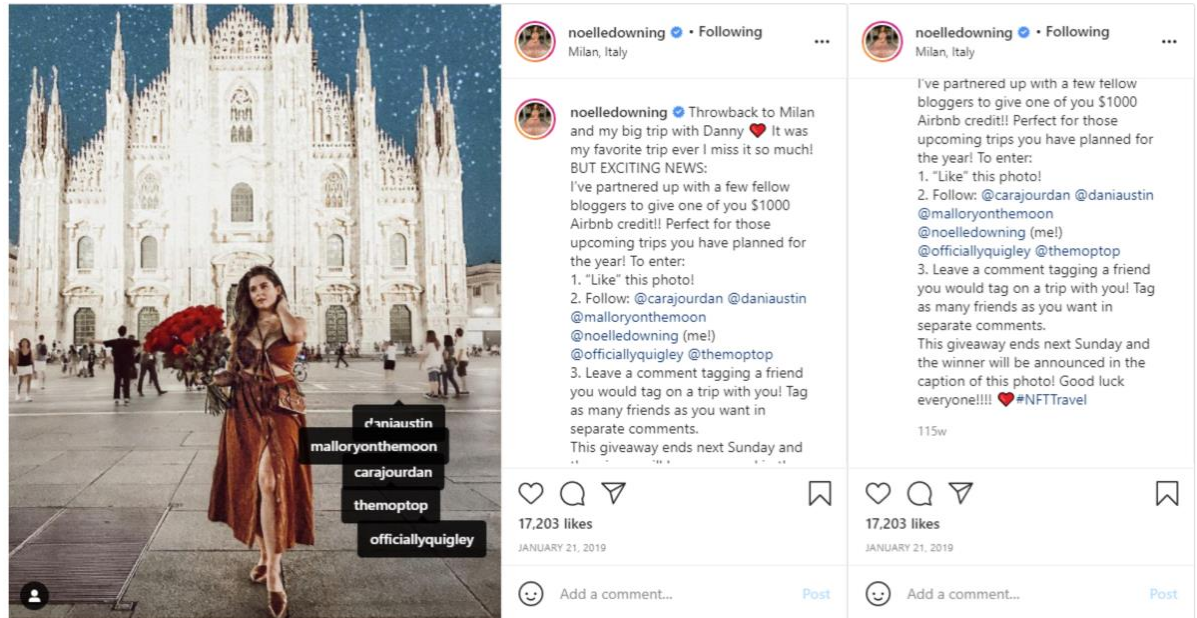 daniaustin
malloryonthemoon
carajourdan
themoptop
officiallyquigley
noelledowning • Following
Milan, Italy
noelledowning Throwback to Milan
and my big trip with Danny ❤️ It was
my favorite trip ever I miss it so much!
BUT EXCITING NEWS:
I've partnered up with a few fellow
bloggers to give one of you $1000
Airbnb credit!! Perfect for those
upcoming trips you have planned for
the year! To enter:
1. "Like" this photo!
2. Follow: @carajourdan @daniaustin
@malloryonthemoon
@noelledowning (me!)
@officiallyquigley @themoptop
3. Leave a comment tagging a friend
you would tag on a trip with you! Tag
as many friends as you want in
separate comments.
This giveaway ends next Sunday and
17,203 likes
JANUARY 21, 2019
Add a comment... Post
noelledowning • Following
Milan, Italy
I've partnered up with a few fellow
bloggers to give one of you $1000
Airbnb credit!! Perfect for those
upcoming trips you have planned for
the year! To enter:
1. "Like" this photo!
2. Follow: @carajourdan @daniaustin
@malloryonthemoon
@noelledowning (me!)
@officiallyquigley @themoptop
3. Leave a comment tagging a friend
you would tag on a trip with you! Tag
as many friends as you want in
separate comments.
This giveaway ends next Sunday and
the winner will be announced in the
caption of this photo! Good luck
everyone!!!! ❤️#NFTTravel
115w
17,203 likes
JANUARY 21, 2019
Add a comment... Post